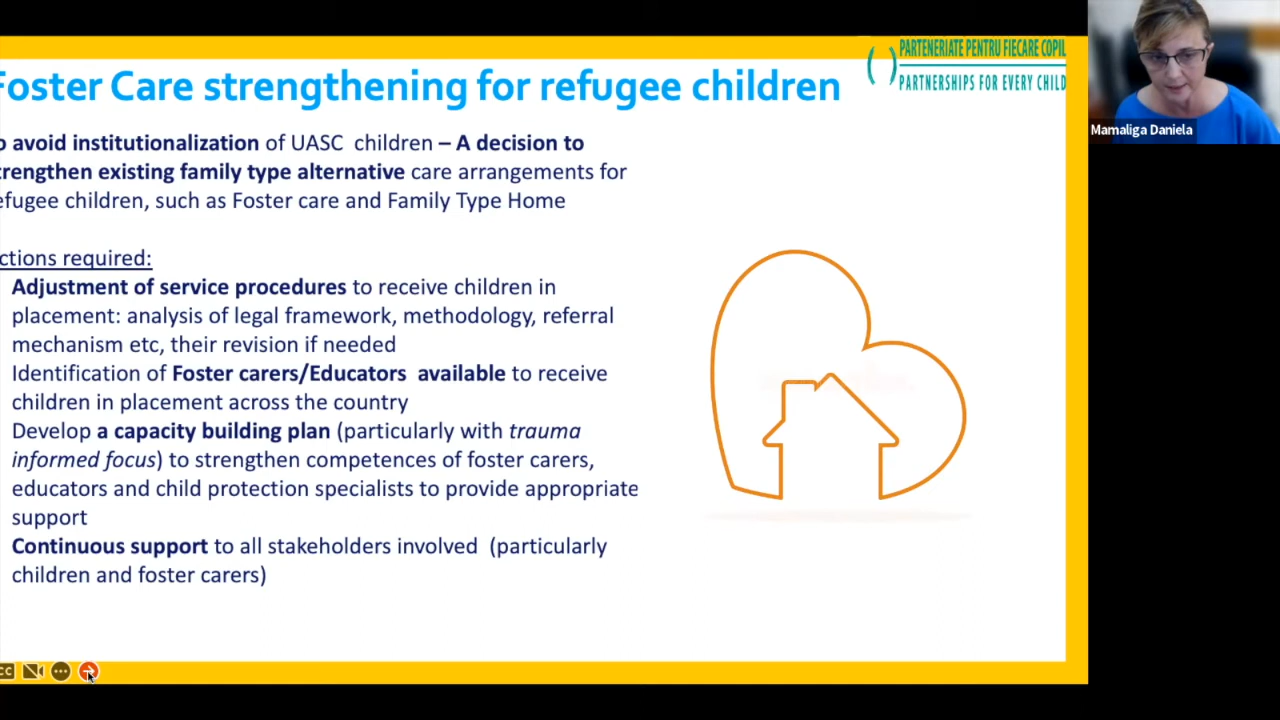 Foster Care strengthening for refugee children
PARTENERIATE PENTRU FIECARE COPIL
PARTNERSHIPS FOR EVERY CHILD
Mamaliga Daniela
o avoid institutionalization of UASC children – A decision to
trengthen existing family type alternative care arrangements for
efugee children, such as Foster care and Family Type Home
ctions required:
Adjustment of service procedures to receive children in
placement: analysis of legal framework, methodology, referral
mechanism etc, their revision if needed
Identification of Foster carers/Educators available to receive
children in placement across the country
Develop a capacity building plan (particularly with trauma
informed focus) to strengthen competences of foster carers,
educators and child protection specialists to provide appropriate
support
Continuous support to all stakeholders involved (particularly
children and foster carers)
CC